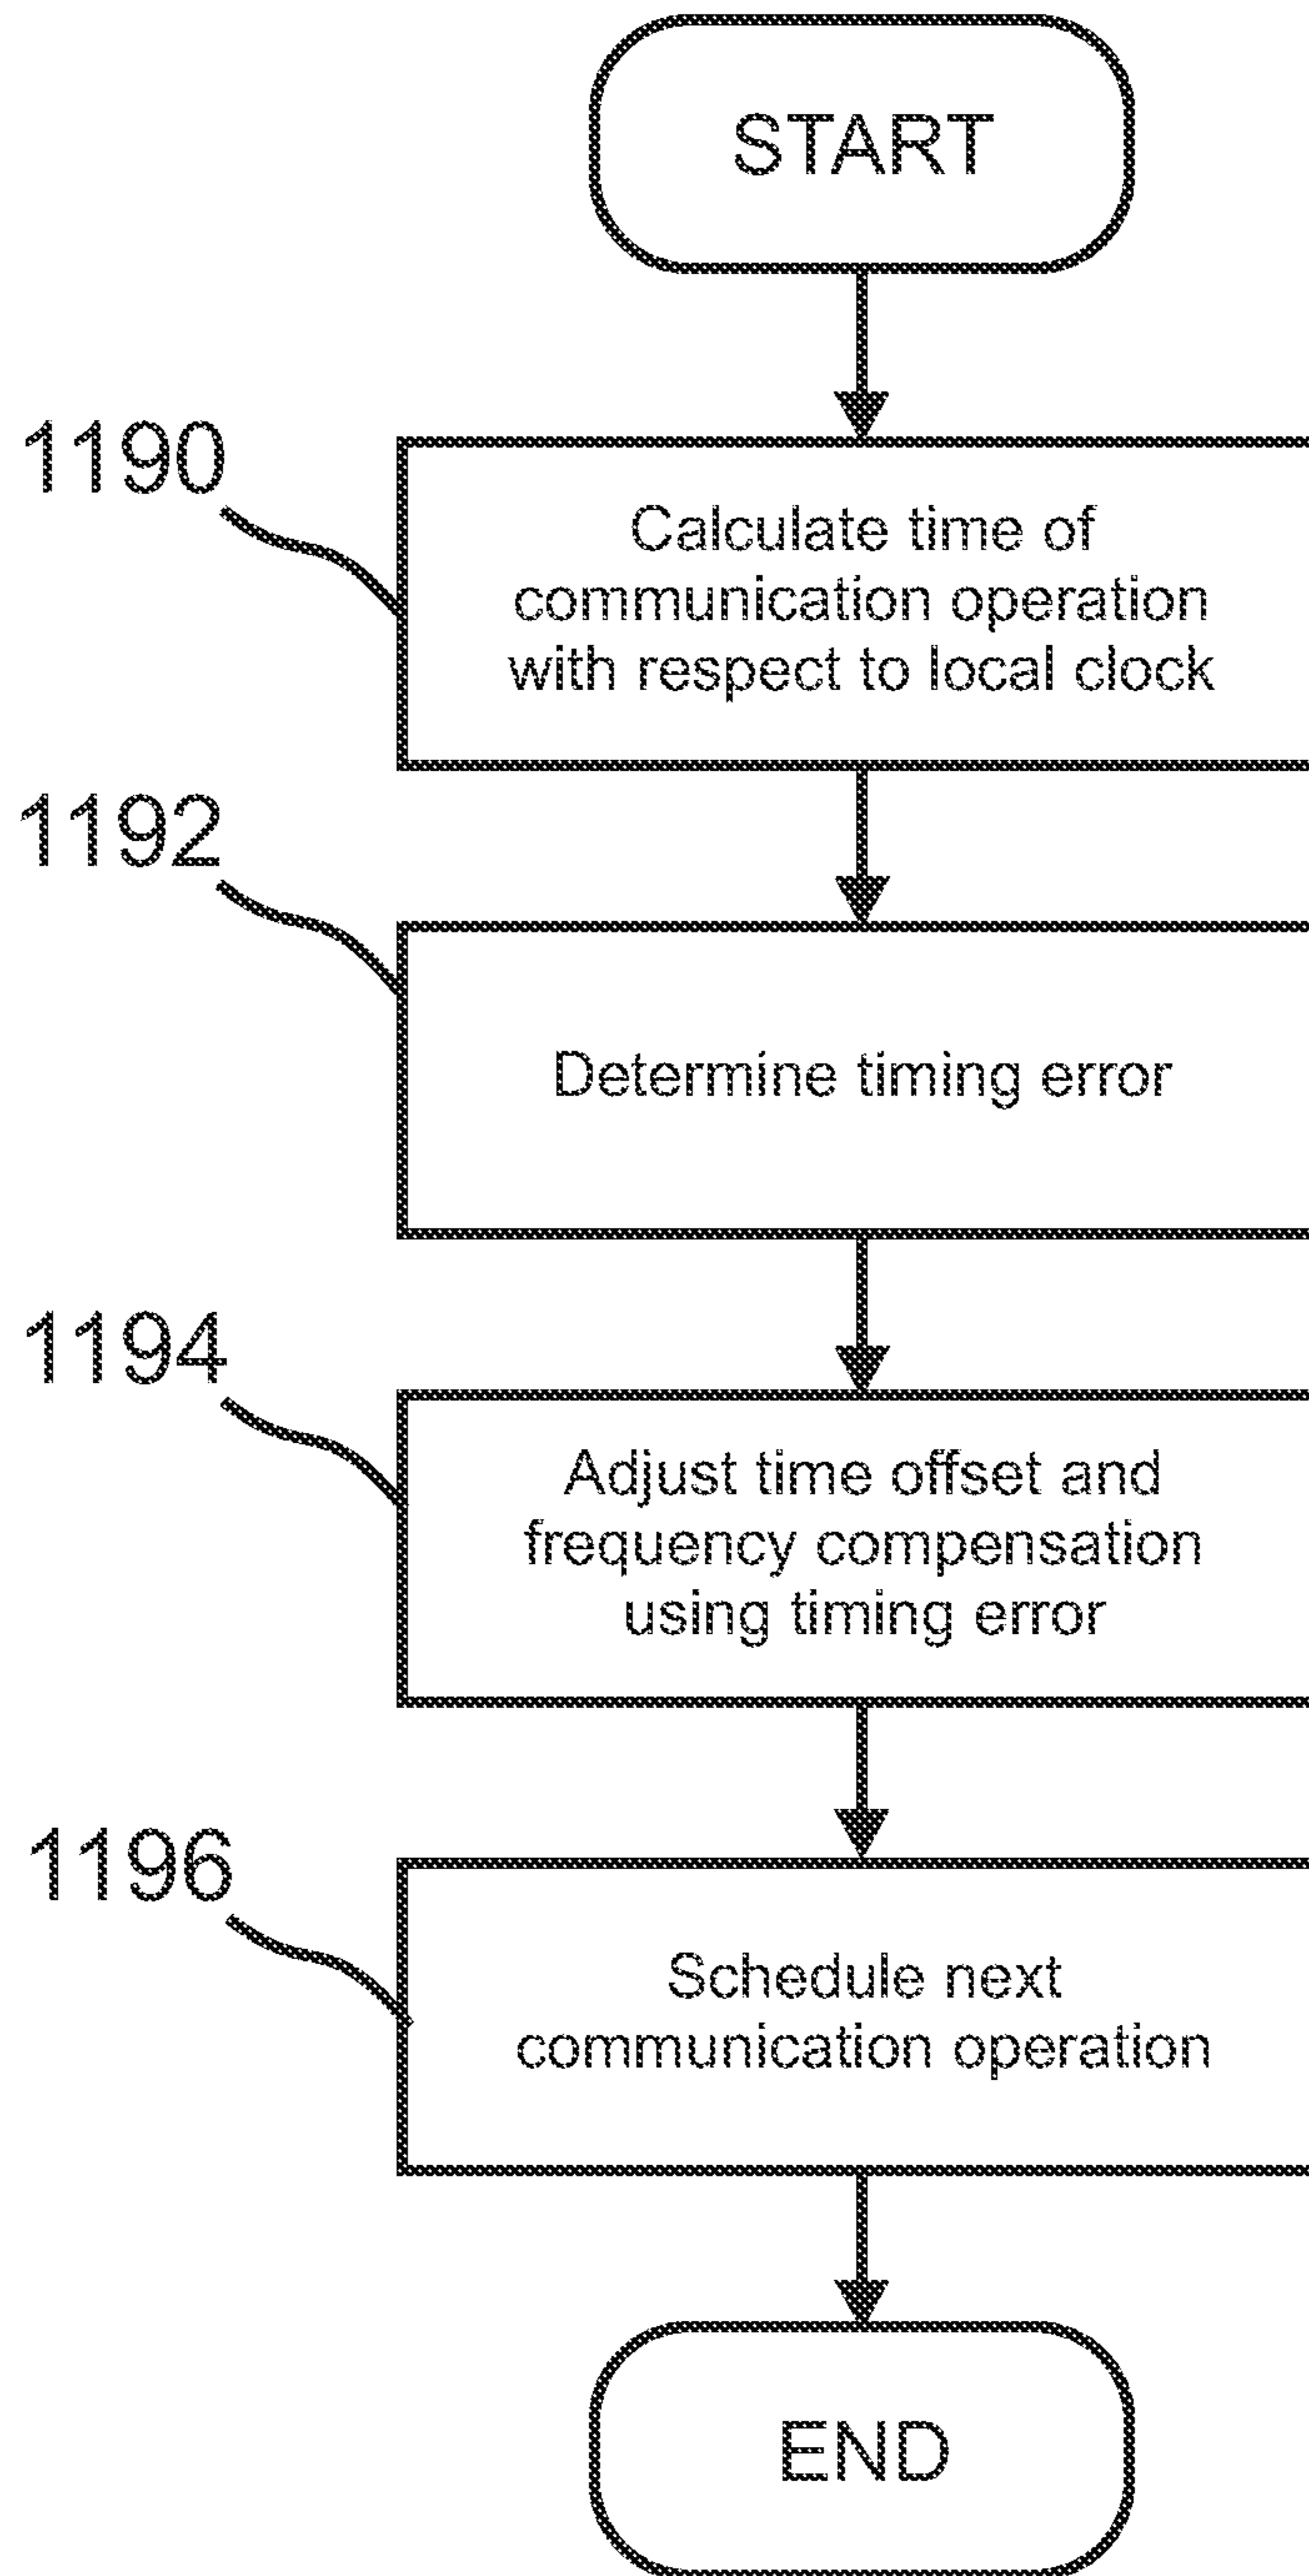 START
1190
Calculate time of
communication operation
with respect to local clock
1192
Determine timing error
1194
Adjust time offset and
frequency compensation
using timing error
1196
Schedule next
communication operation
END